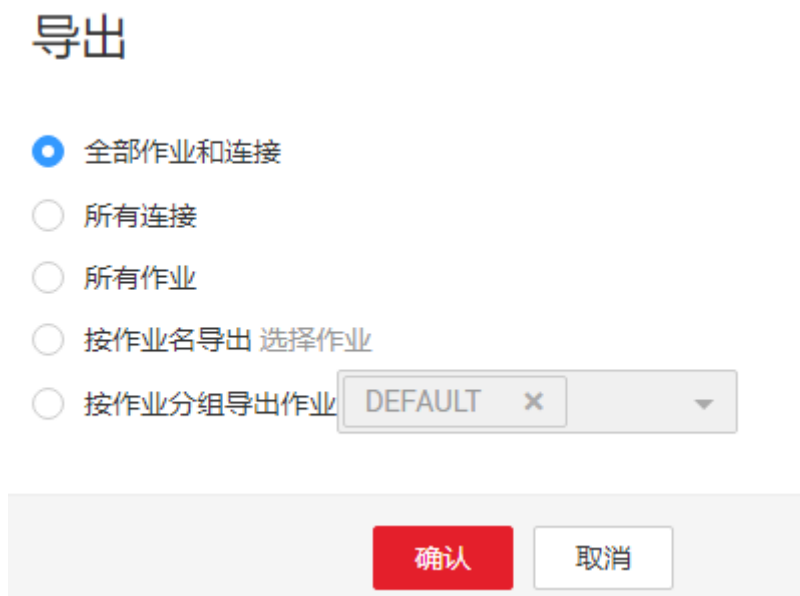 导出
全部作业和连接
所有连接
所有作业
按作业名导出 选择作业
按作业分组导出作业 DEFAULT ×
确认 取消